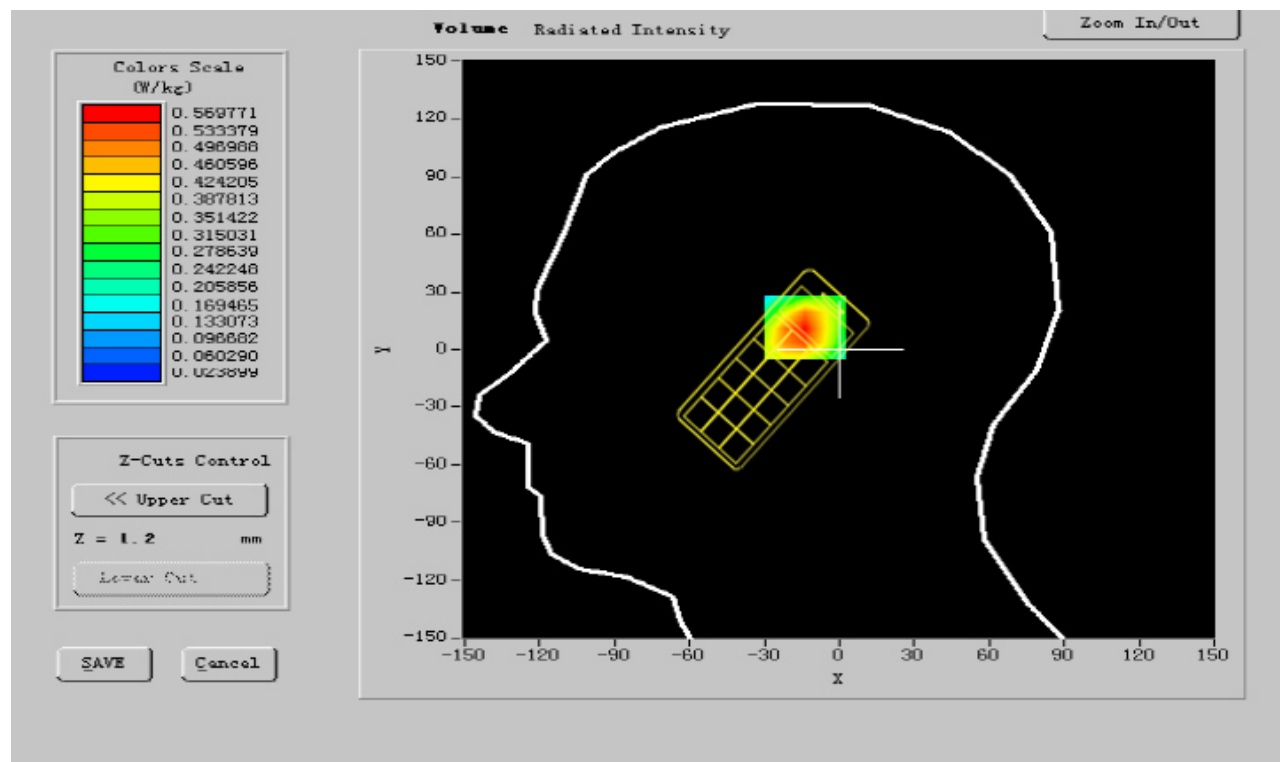 Volume Radiated Intensity
Zoom In/Out
Colors Scale
(W/kg)
0.569771
0.533379
0.496988
0.460596
0.424205
0.387813
0.351422
0.315031
0.278639
0.242248
0.205856
0.169465
0.133073
0.096682
0.060290
0.023899
Z-Cuts Control
<< Upper Cut
Z = 1.2 mm
Lower Cut
SAVE
Cancel
150
120
90
60
30
0
-30
-60
-90
-120
-150
Y
-150 -120 -90 -60 -30 0 30 60 90 120 150
X